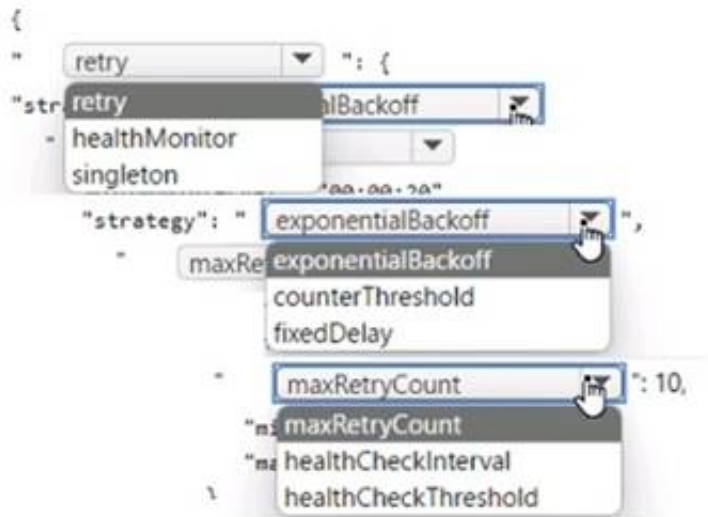 {
" retry ": {
"str retry alBackoff
" healthMonitor
singleton
"00:00:20"
"strategy": " exponentialBackoff ",
" maxRe exponentialBackoff
counterThreshold
fixedDelay
" maxRetryCount ": 10,
"mi maxRetryCount
"ma healthCheckInterval
healthCheckThreshold